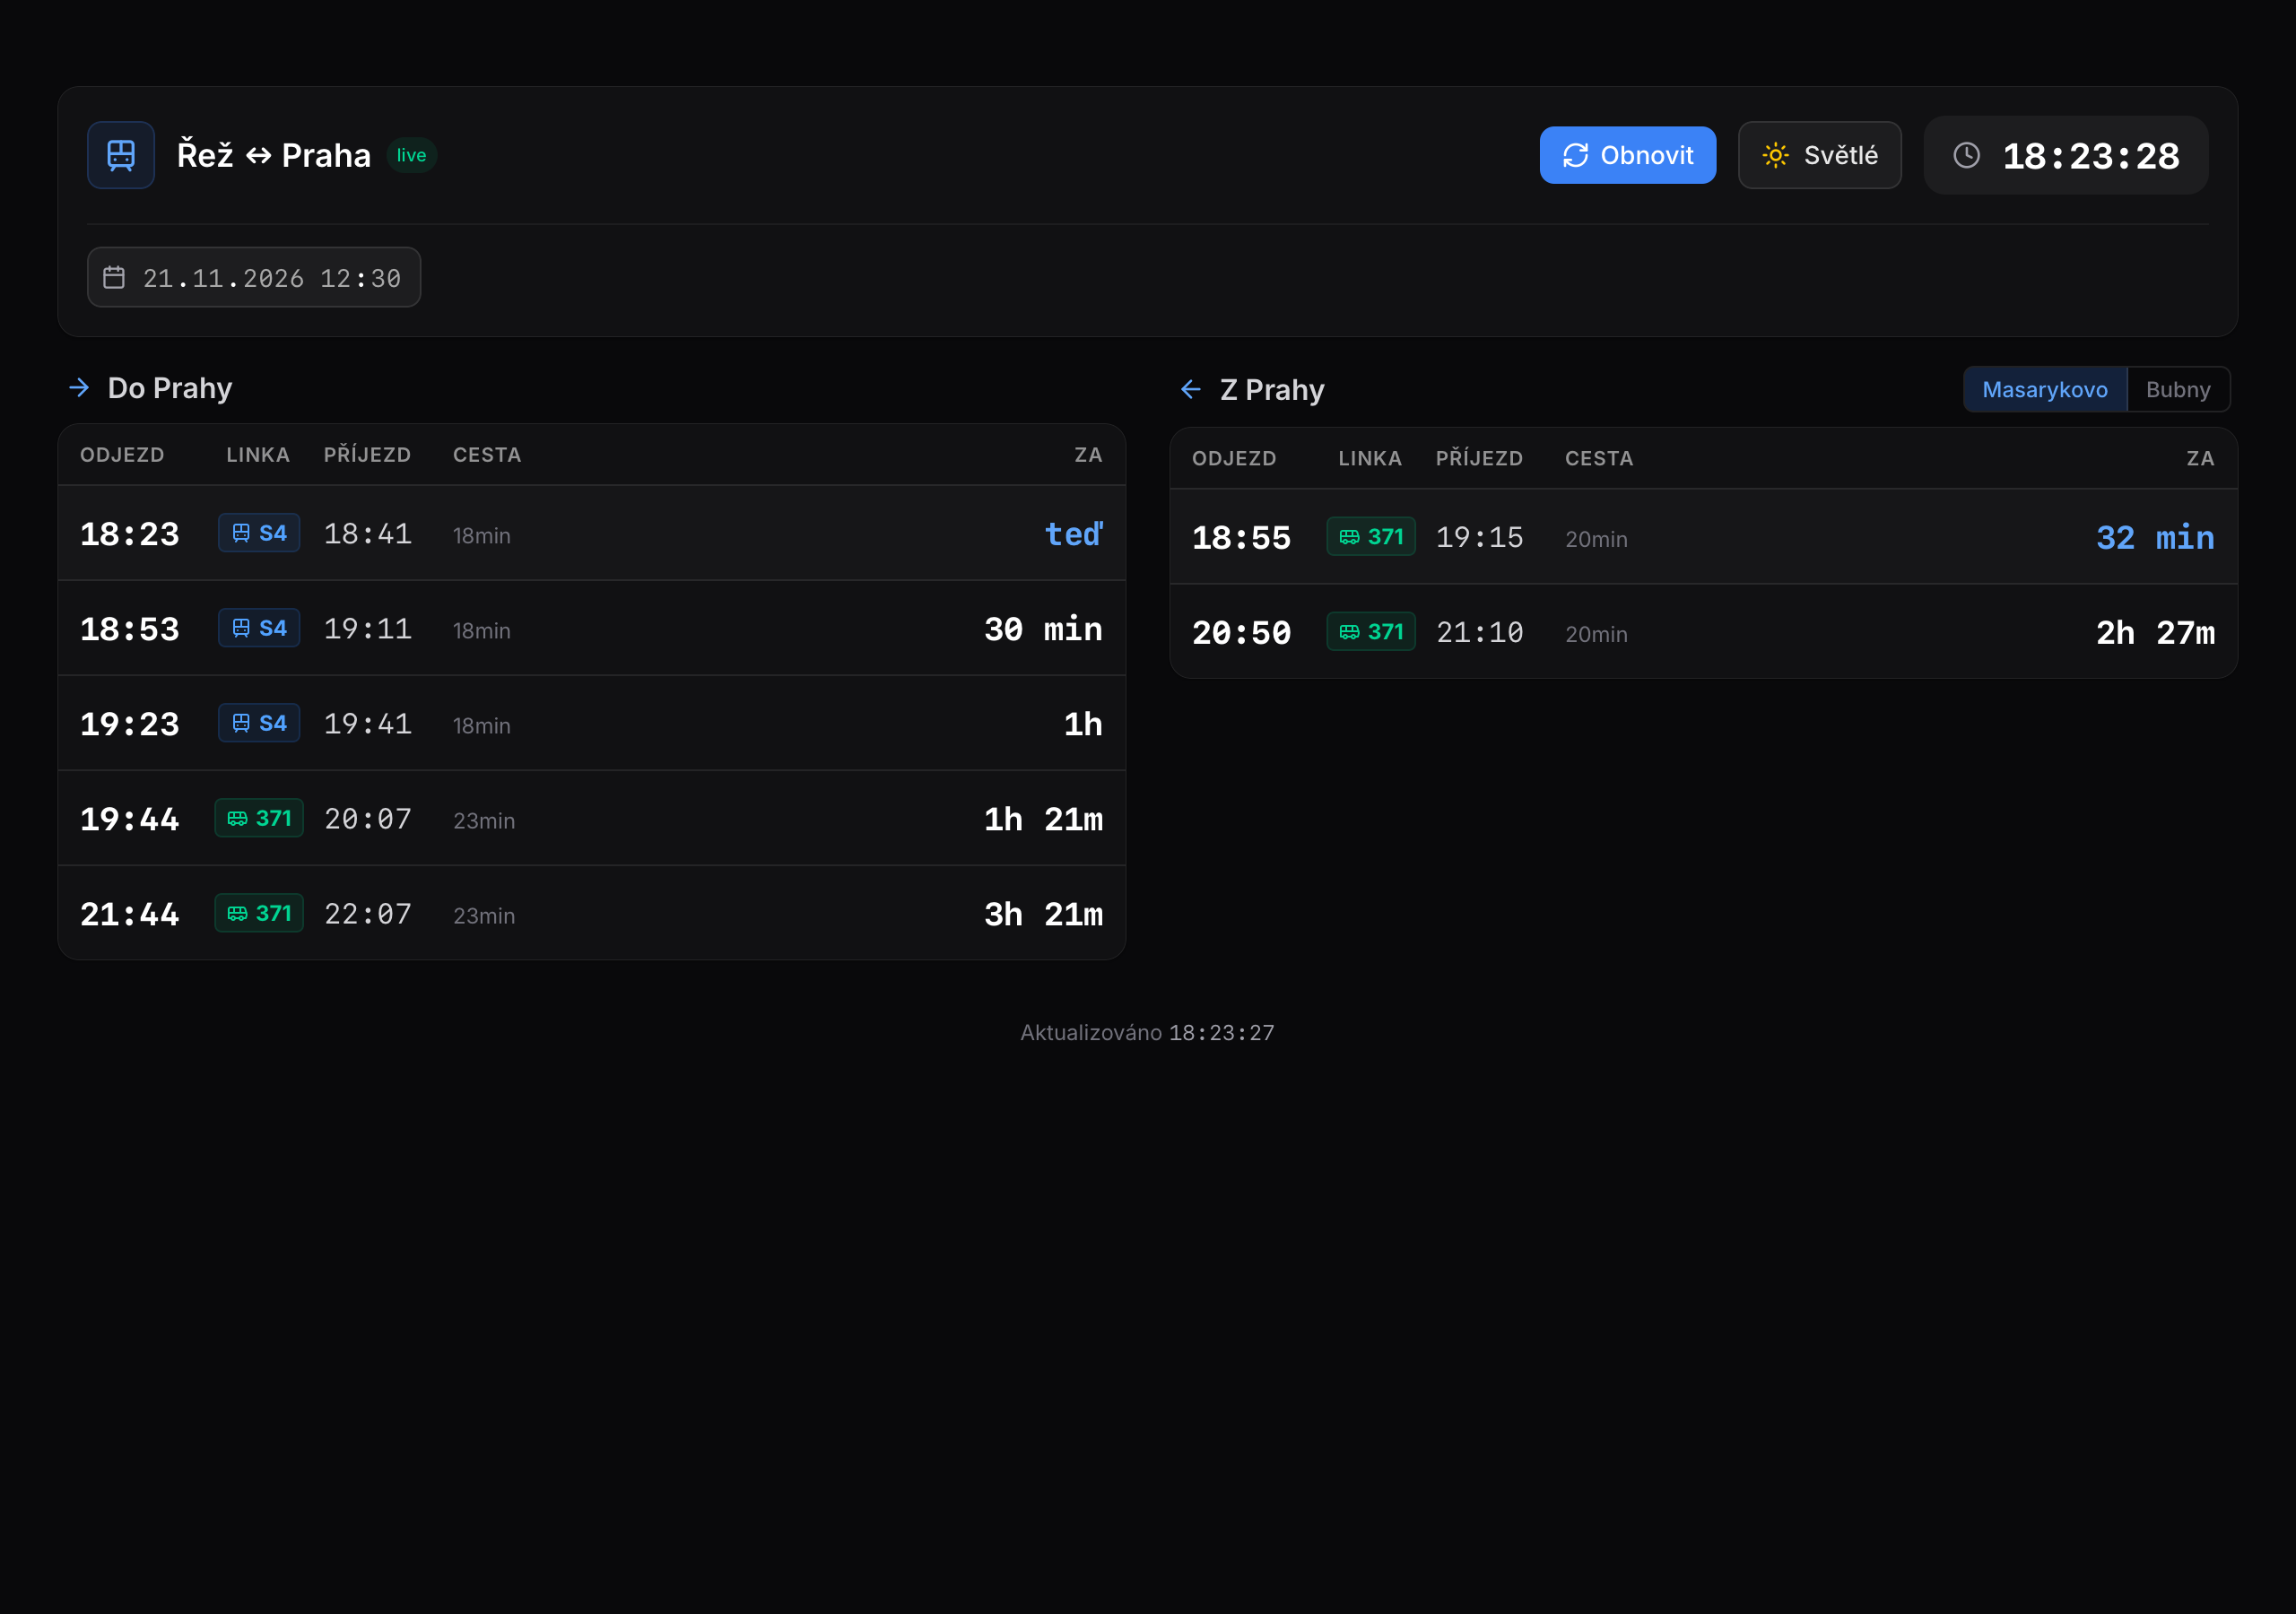 Řež ↔ Praha live
Obnovit
Světlé
18:23:28
21.11.2026 12:30
→ Do Prahy
ODJEZD LINKA PŘÍJEZD CESTA ZA
18:23 S4 18:41 18min teď
18:53 S4 19:11 18min 30 min
19:23 S4 19:41 18min 1h
19:44 371 20:07 23min 1h 21m
21:44 371 22:07 23min 3h 21m
← Z Prahy
Masarykovo Bubny
ODJEZD LINKA PŘÍJEZD CESTA ZA
18:55 371 19:15 20min 32 min
20:50 371 21:10 20min 2h 27m
Aktualizováno 18:23:27